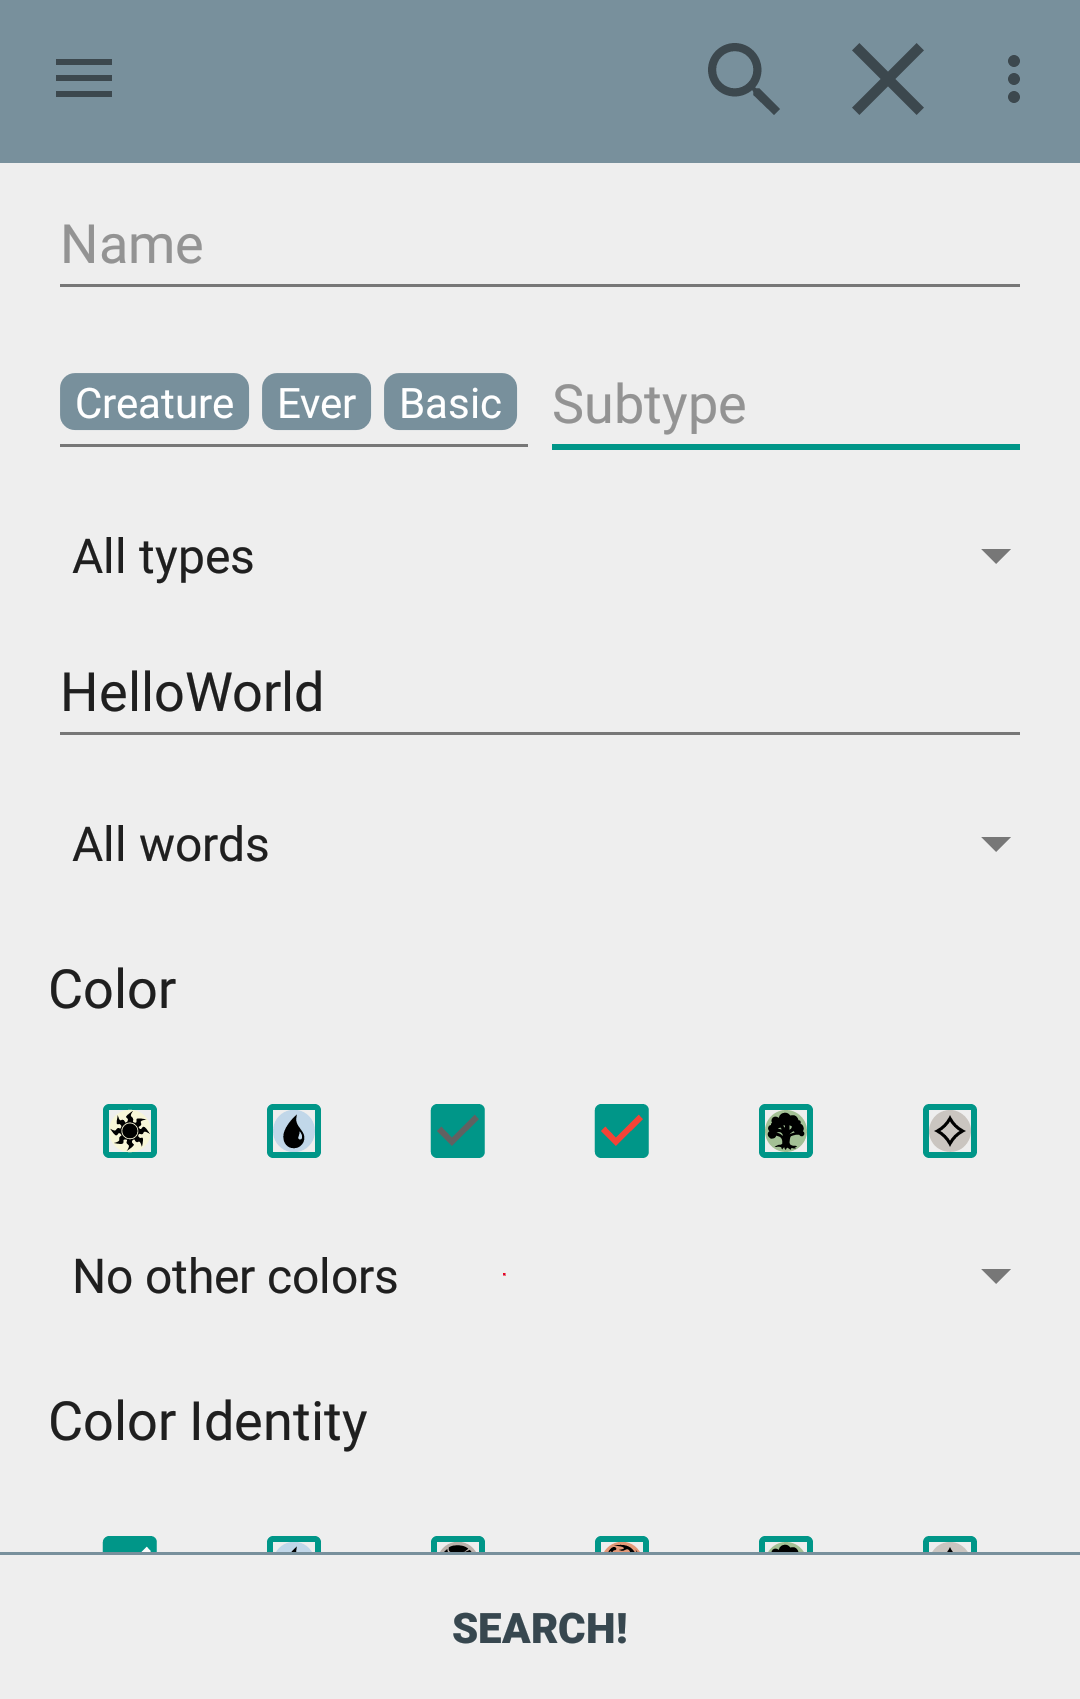 Name
Creature Ever Basic Subtype
All types
HelloWorld
All words
Color
No other colors
Color Identity
SEARCH!